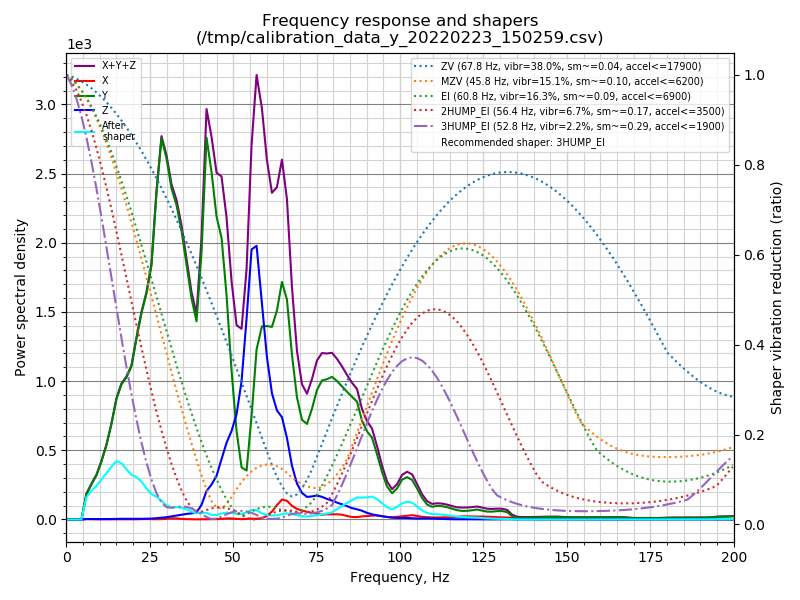 Frequency response and shapers
(/tmp/calibration_data_y_20220223_150259.csv)
1e3
X+Y+Z
X
Y
Z
After
shaper
ZV (67.8 Hz, vibr=38.0%, sm~=0.04, accel<=17900)
MZV (45.8 Hz, vibr=15.1%, sm~=0.10, accel<=6200)
EI (60.8 Hz, vibr=16.3%, sm~=0.09, accel<=6900)
2HUMP_EI (56.4 Hz, vibr=6.7%, sm~=0.17, accel<=3500)
3HUMP_EI (52.8 Hz, vibr=2.2%, sm~=0.29, accel<=1900)
Recommended shaper: 3HUMP_EI
3.0
2.5
2.0
1.5
1.0
0.5
0.0
Power spectral density
1.0
0.8
0.6
0.4
0.2
0.0
Shaper vibration reduction (ratio)
0 25 50 75 100 125 150 175 200
Frequency, Hz